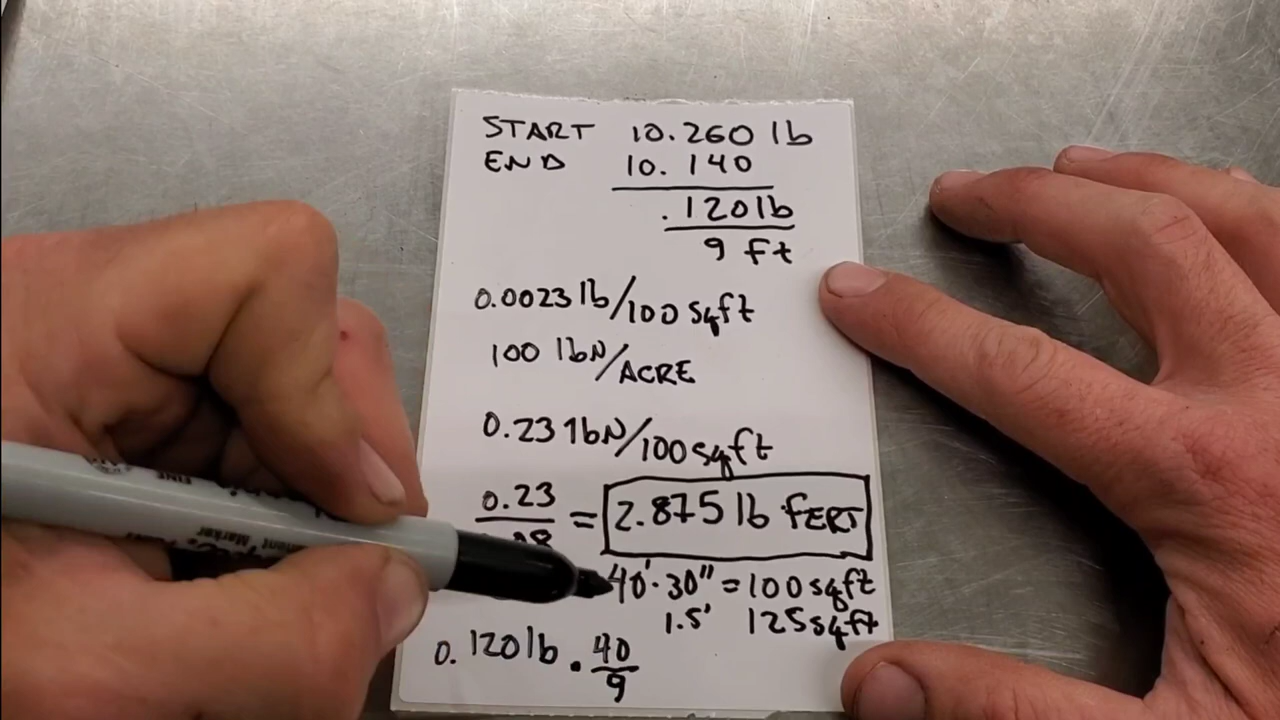 START 10.260 lb
END 10.140
.120 lb
9 ft
0.0023 lb/100 sqft
100 lbN/ACRE
0.23 lbN/100 sqft
0.23
.08
= 2.875 lb FERT
40'·30" = 100 sqft
1.5' 125 sqft
0.120 lb · 40
9
FINE